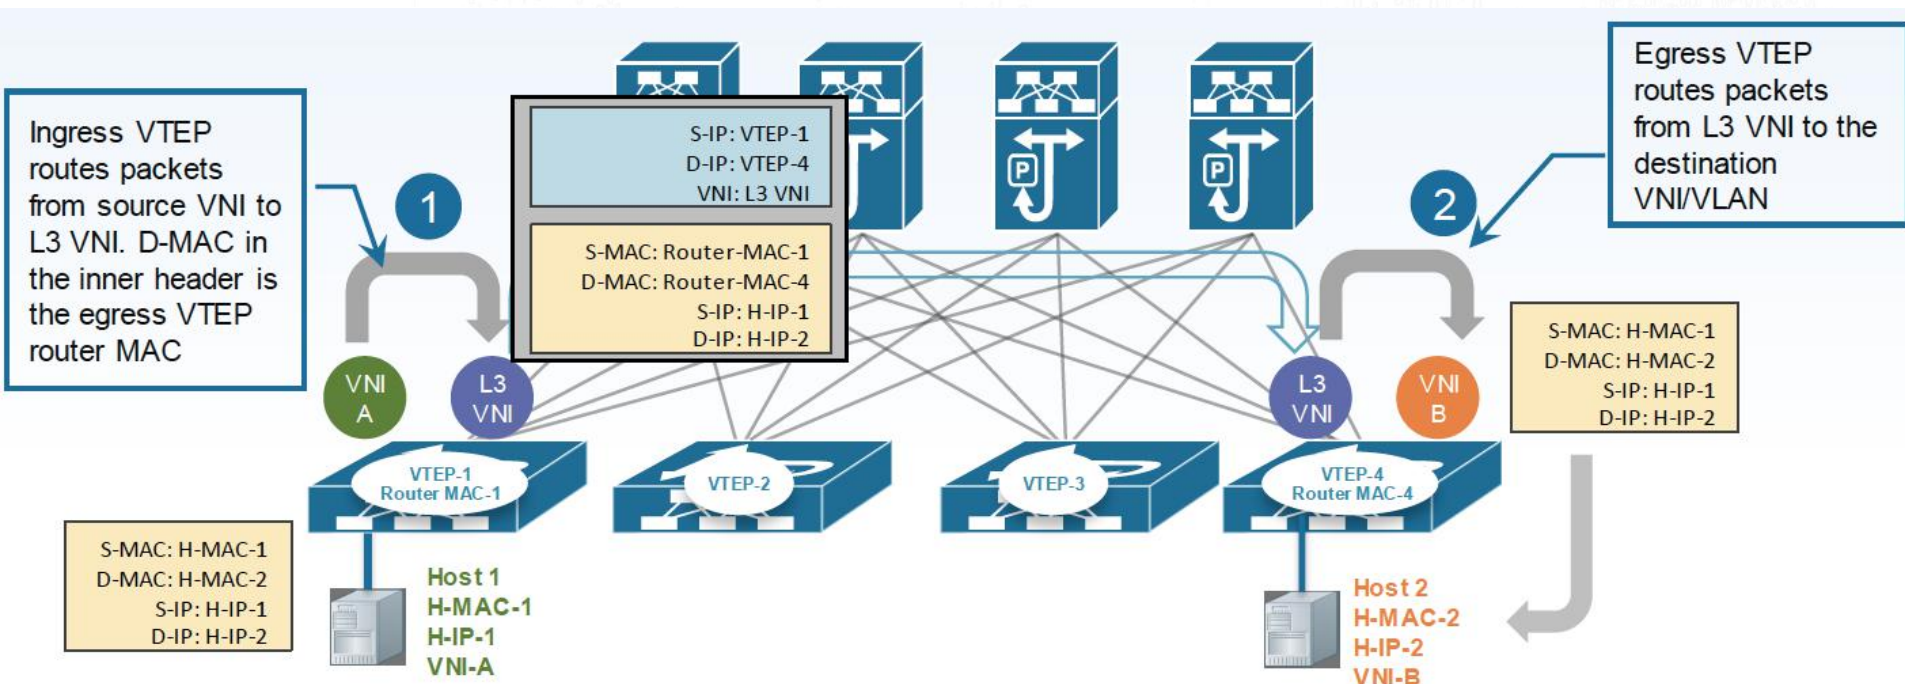 Ingress VTEP
routes packets
from source VNI to
L3 VNI. D-MAC in
the inner header is
the egress VTEP
router MAC
1
S-IP: VTEP-1
D-IP: VTEP-4
VNI: L3 VNI
S-MAC: Router-MAC-1
D-MAC: Router-MAC-4
S-IP: H-IP-1
D-IP: H-IP-2
P
P
2
Egress VTEP
routes packets
from L3 VNI to the
destination
VNI/VLAN
VNI
A
L3
VNI
L3
VNI
VNI
B
S-MAC: H-MAC-1
D-MAC: H-MAC-2
S-IP: H-IP-1
D-IP: H-IP-2
VTEP-1
Router MAC-1
VTEP-2
VTEP-3
VTEP-4
Router MAC-4
S-MAC: H-MAC-1
D-MAC: H-MAC-2
S-IP: H-IP-1
D-IP: H-IP-2
Host 1
H-MAC-1
H-IP-1
VNI-A
Host 2
H-MAC-2
H-IP-2
VNI-B